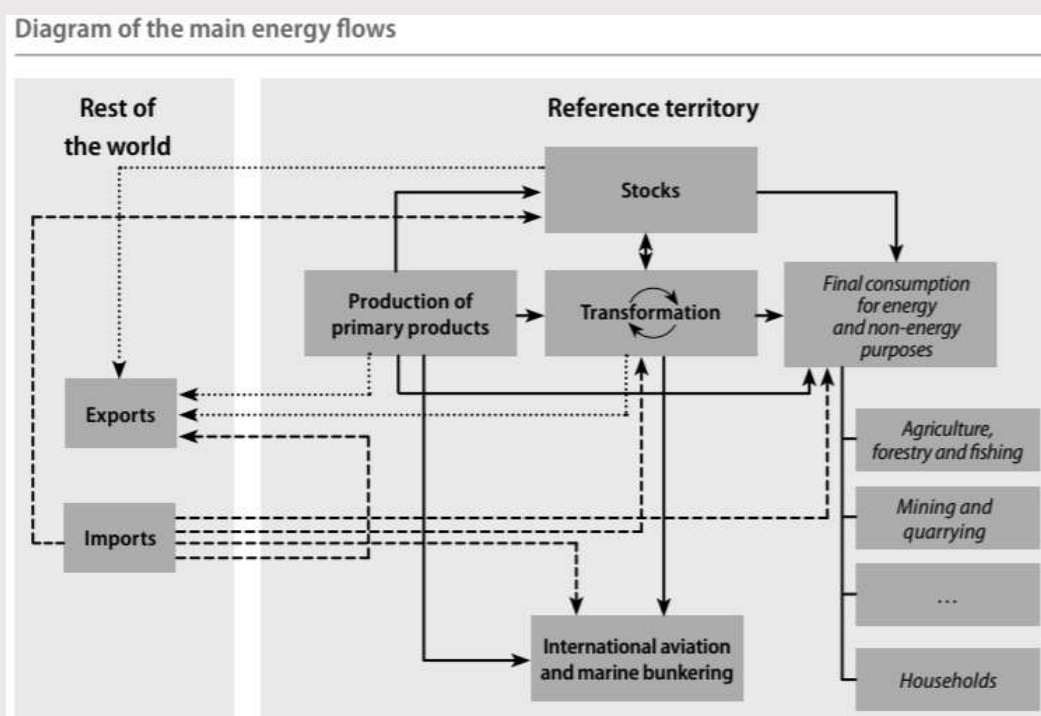 Diagram of the main energy flows
Rest of
the world
Reference territory
Stocks
Production of
primary products
Transformation
Final consumption
for energy
and non-energy
purposes
Exports
Agriculture,
forestry and fishing
Imports
Mining and
quarrying
…
International aviation
and marine bunkering
Households